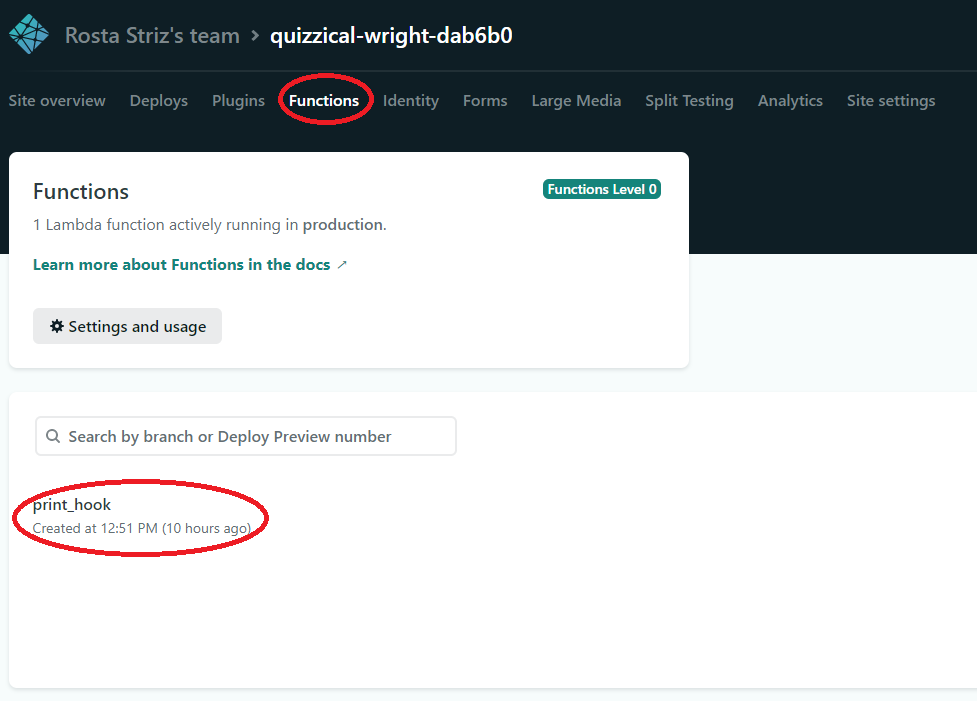 Rosta Striz's team > quizzical-wright-dab6b0
Site overview Deploys Plugins Functions Identity Forms Large Media Split Testing Analytics Site settings
Functions
Functions Level 0
1 Lambda function actively running in production.
Learn more about Functions in the docs ↗
Settings and usage
Search by branch or Deploy Preview number
print_hook
Created at 12:51 PM (10 hours ago)